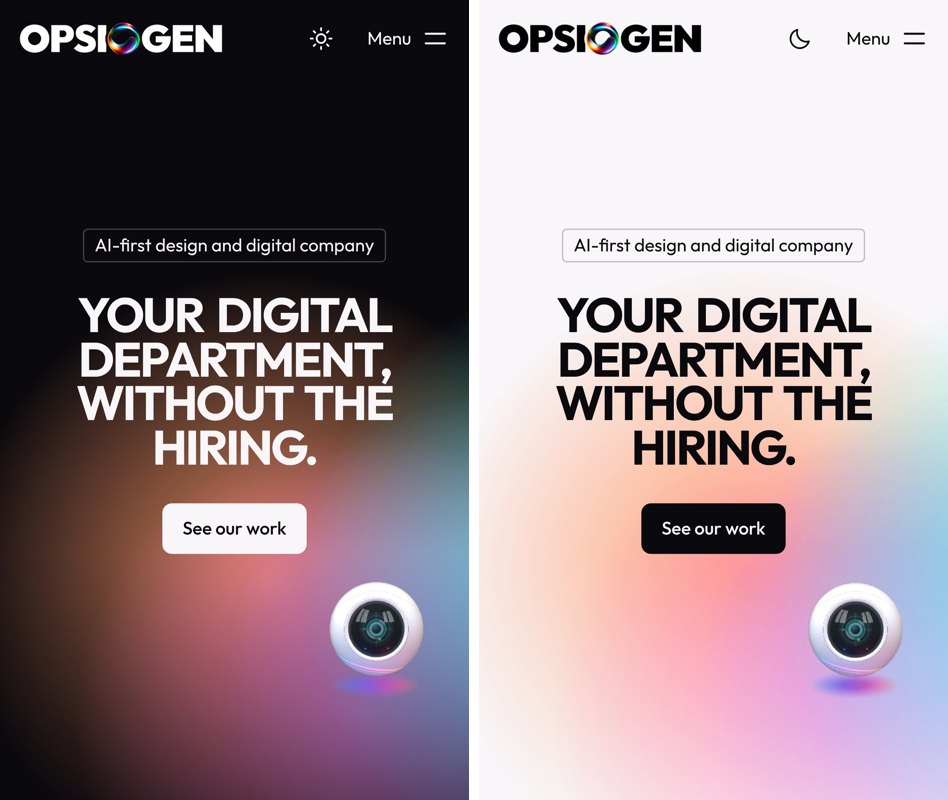 OPSIOGEN
Menu
AI-first design and digital company
YOUR DIGITAL
DEPARTMENT,
WITHOUT THE
HIRING.
See our work
OPSIOGEN
Menu
AI-first design and digital company
YOUR DIGITAL
DEPARTMENT,
WITHOUT THE
HIRING.
See our work